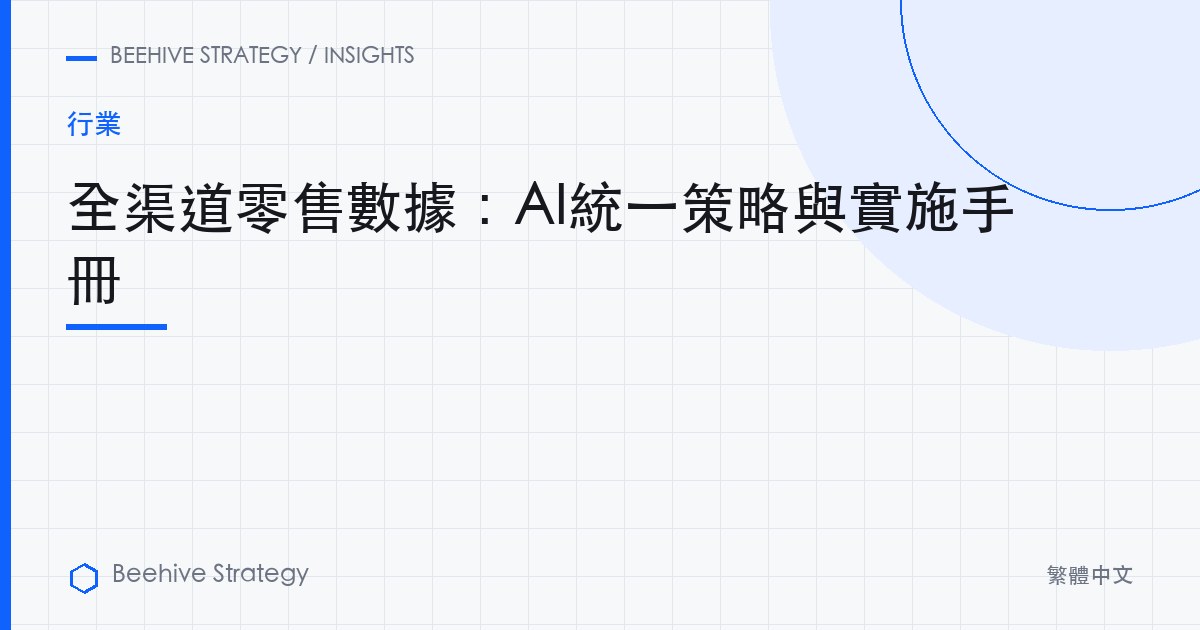 BEEHIVE STRATEGY / INSIGHTS
行業
全渠道零售數據：AI統一策略與實施手
冊
Beehive Strategy
繁體中文